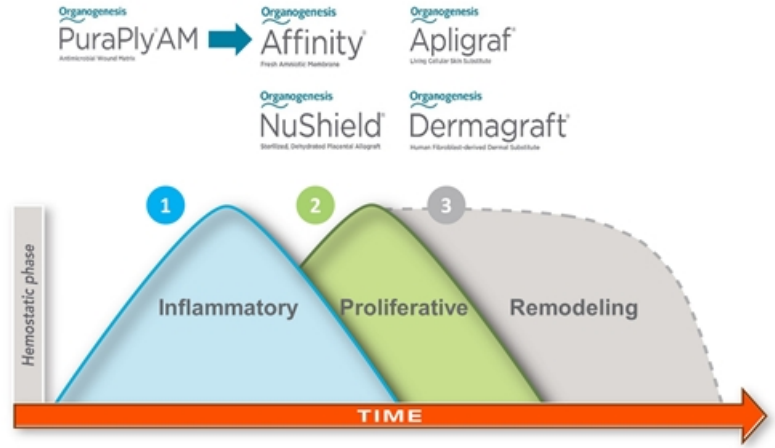 Organogenesis
PuraPly® AM
Antimicrobial Wound Matrix
Organogenesis
Affinity®
Fresh Amniotic Membrane
Organogenesis
Apligraf®
Living Cellular Skin Substitute
Organogenesis
NuShield®
Sterilized, Dehydrated Placental Allograft
Organogenesis
Dermagraft®
Human Fibroblast-derived Dermal Substitute
1
2
3
Hemostatic phase
Inflammatory
Proliferative
Remodeling
TIME